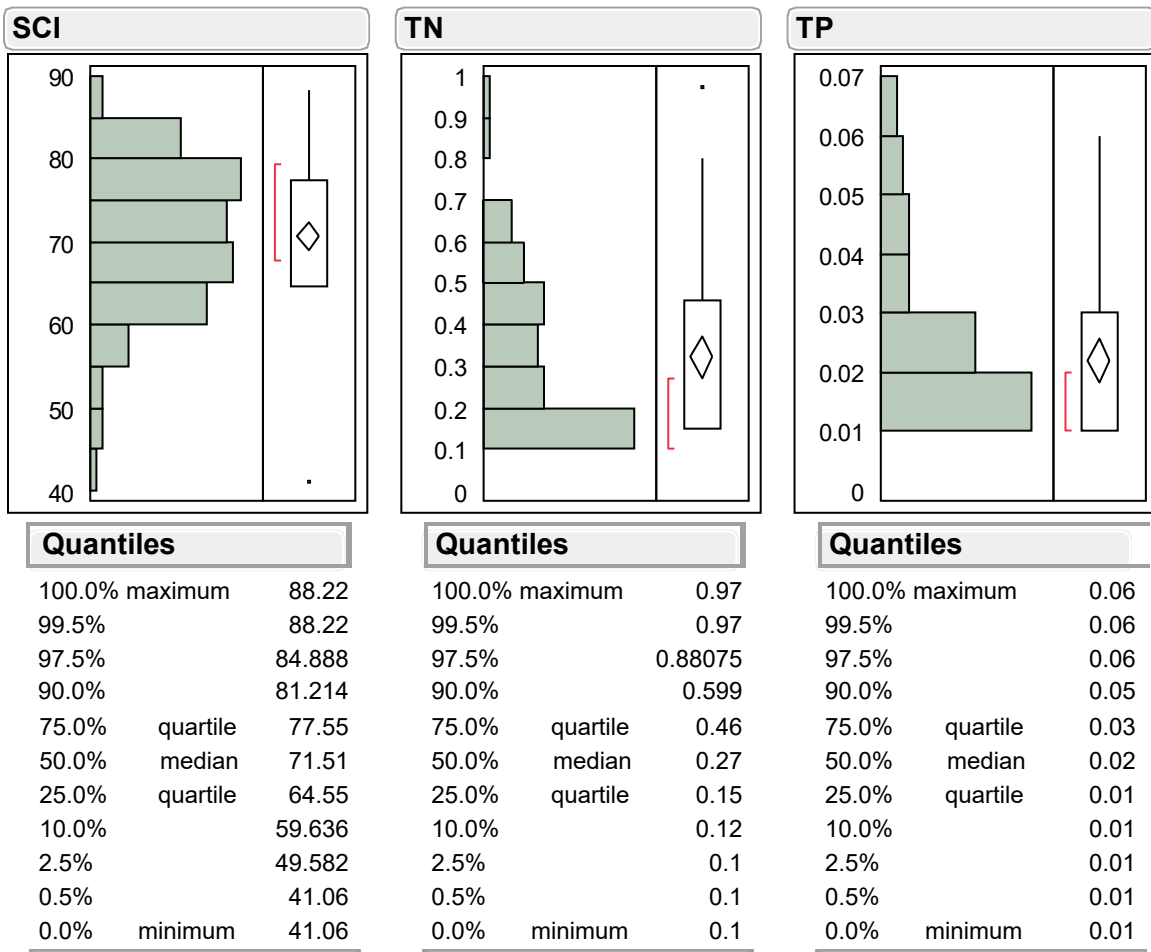 SCI
90
80
70
60
50
40
Quantiles
100.0% maximum 88.22
99.5% 88.22
97.5% 84.888
90.0% 81.214
75.0% quartile 77.55
50.0% median 71.51
25.0% quartile 64.55
10.0% 59.636
2.5% 49.582
0.5% 41.06
0.0% minimum 41.06
TN
1
0.9
0.8
0.7
0.6
0.5
0.4
0.3
0.2
0.1
0
Quantiles
100.0% maximum 0.97
99.5% 0.97
97.5% 0.88075
90.0% 0.599
75.0% quartile 0.46
50.0% median 0.27
25.0% quartile 0.15
10.0% 0.12
2.5% 0.1
0.5% 0.1
0.0% minimum 0.1
TP
0.07
0.06
0.05
0.04
0.03
0.02
0.01
0
Quantiles
100.0% maximum 0.06
99.5% 0.06
97.5% 0.06
90.0% 0.05
75.0% quartile 0.03
50.0% median 0.02
25.0% quartile 0.01
10.0% 0.01
2.5% 0.01
0.5% 0.01
0.0% minimum 0.01